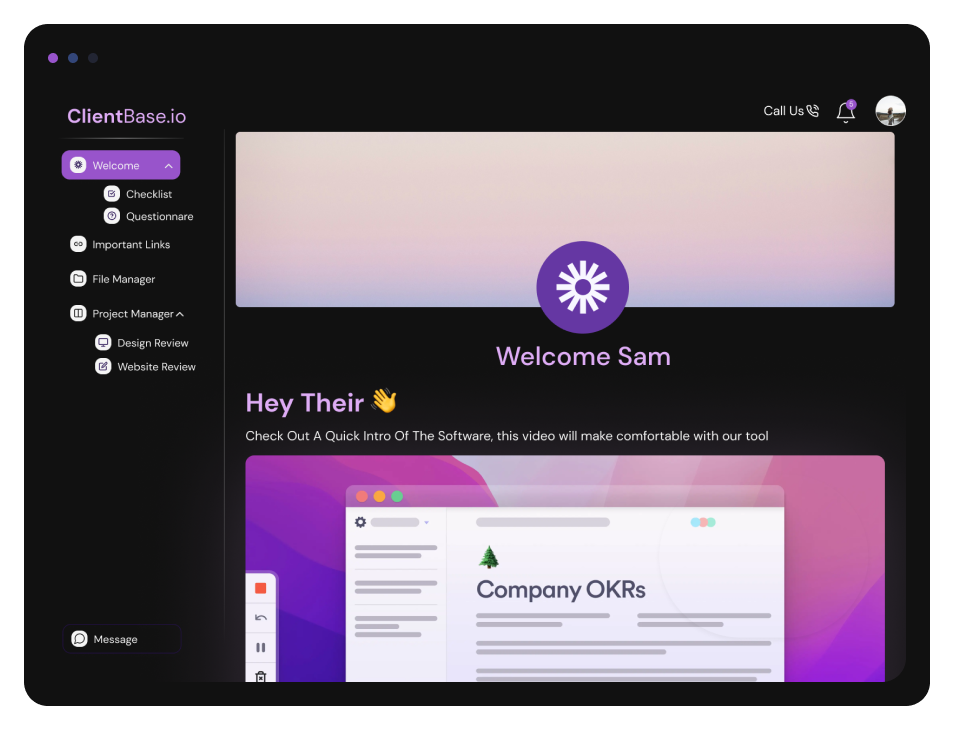 ClientBase.io
Call Us
5
Welcome
Checklist
Questionnare
Important Links
File Manager
Project Manager
Design Review
Website Review
Message
Welcome Sam
Hey Their 👋
Check Out A Quick Intro Of The Software, this video will make comfortable with our tool
Company OKRs